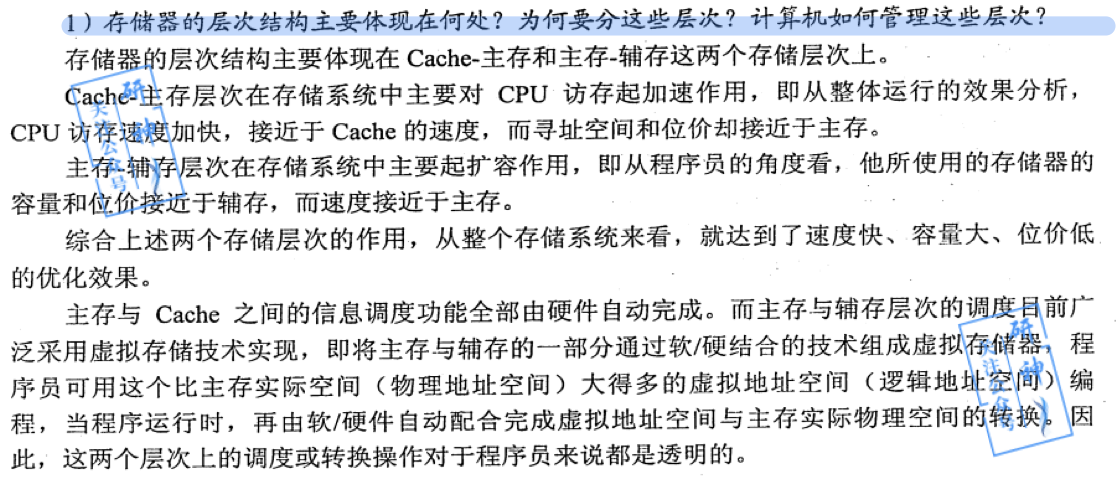 1）存储器的层次结构主要体现在何处？为何要分这些层次？计算机如何管理这些层次？
存储器的层次结构主要体现在 Cache-主存和主存-辅存这两个存储层次上。
Cache-主存层次在存储系统中主要对 CPU 访存起加速作用，即从整体运行的效果分析，
CPU 访存速度加快，接近于 Cache 的速度，而寻址空间和位价却接近于主存。
主存-辅存层次在存储系统中主要起扩容作用，即从程序员的角度看，他所使用的存储器的
容量和位价接近于辅存，而速度接近于主存。
综合上述两个存储层次的作用，从整个存储系统来看，就达到了速度快、容量大、位价低
的优化效果。
主存与 Cache 之间的信息调度功能全部由硬件自动完成。而主存与辅存层次的调度目前广
泛采用虚拟存储技术实现，即将主存与辅存的一部分通过软/硬结合的技术组成虚拟存储器，程
序员可用这个比主存实际空间（物理地址空间）大得多的虚拟地址空间（逻辑地址空间）编
程，当程序运行时，再由软/硬件自动配合完成虚拟地址空间与主存实际物理空间的转换。因
此，这两个层次上的调度或转换操作对于程序员来说都是透明的。